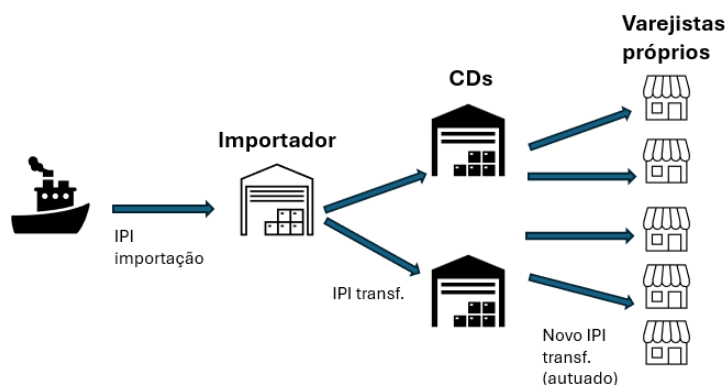 Varejistas
próprios
CDs
Importador
IPI
importação
IPI transf.
Novo IPI
transf.
(autuado)